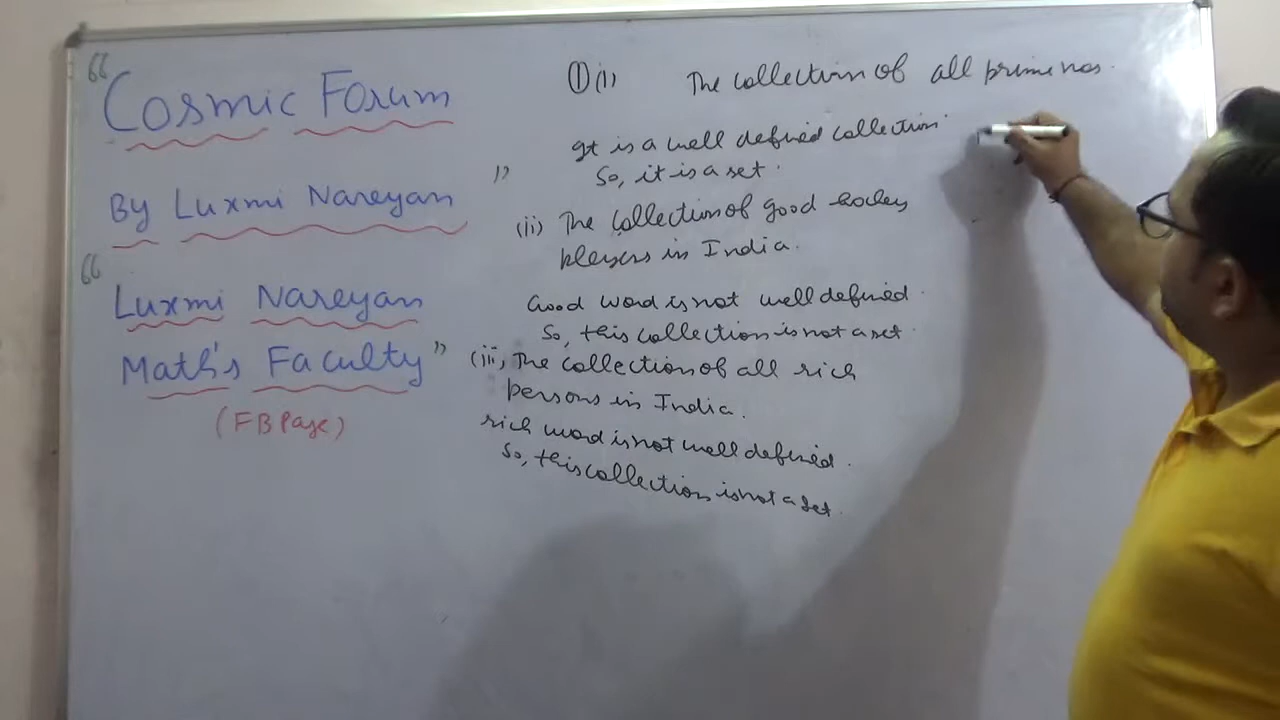 “ Cosmic Forum
By Luxmi Narayan ”
“ Luxmi Narayan
Math's Faculty ”
(FB Page)
① (i) The collection of all prime nos.
It is a well defined collection.
So, it is a set.
(ii) The collection of good hockey
players in India.
Good word is not well defined.
So, this collection is not a set.
(iii) The collection of all rich
persons in India.
rich word is not well defined.
So, this collection is not a set.